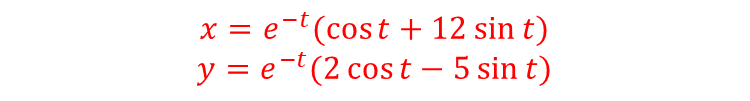 x = e^{-t}(cos t + 12 sin t)
y = e^{-t}(2 cos t − 5 sin t)